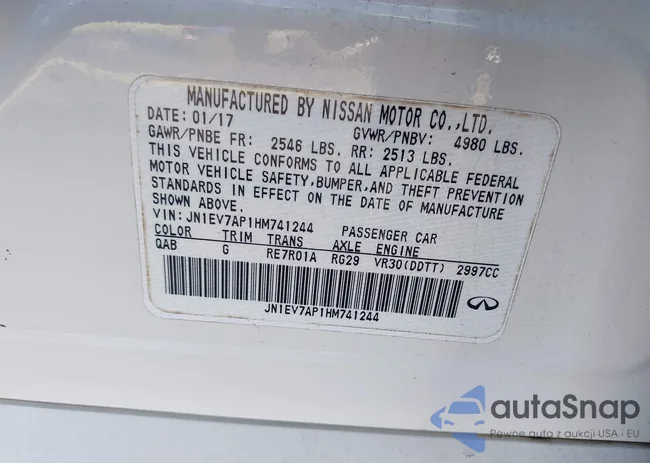 MANUFACTURED BY NISSAN MOTOR CO.,LTD.
DATE: 01/17 GVWR/PNBV: 4980 LBS.
GAWR/PNBE FR: 2546 LBS. RR: 2513 LBS.
THIS VEHICLE CONFORMS TO ALL APPLICABLE FEDERAL
MOTOR VEHICLE SAFETY, BUMPER, AND THEFT PREVENTION
STANDARDS IN EFFECT ON THE DATE OF MANUFACTURE
SHOWN ABOVE.
VIN: JN1EV7AP1HM741244 PASSENGER CAR
COLOR TRIM TRANS AXLE ENGINE
QAB G RE7R01A RG29 VR30(DDTT) 2997CC
JN1EV7AP1HM741244
autaSnap
Pewne auta z aukcji USA i EU